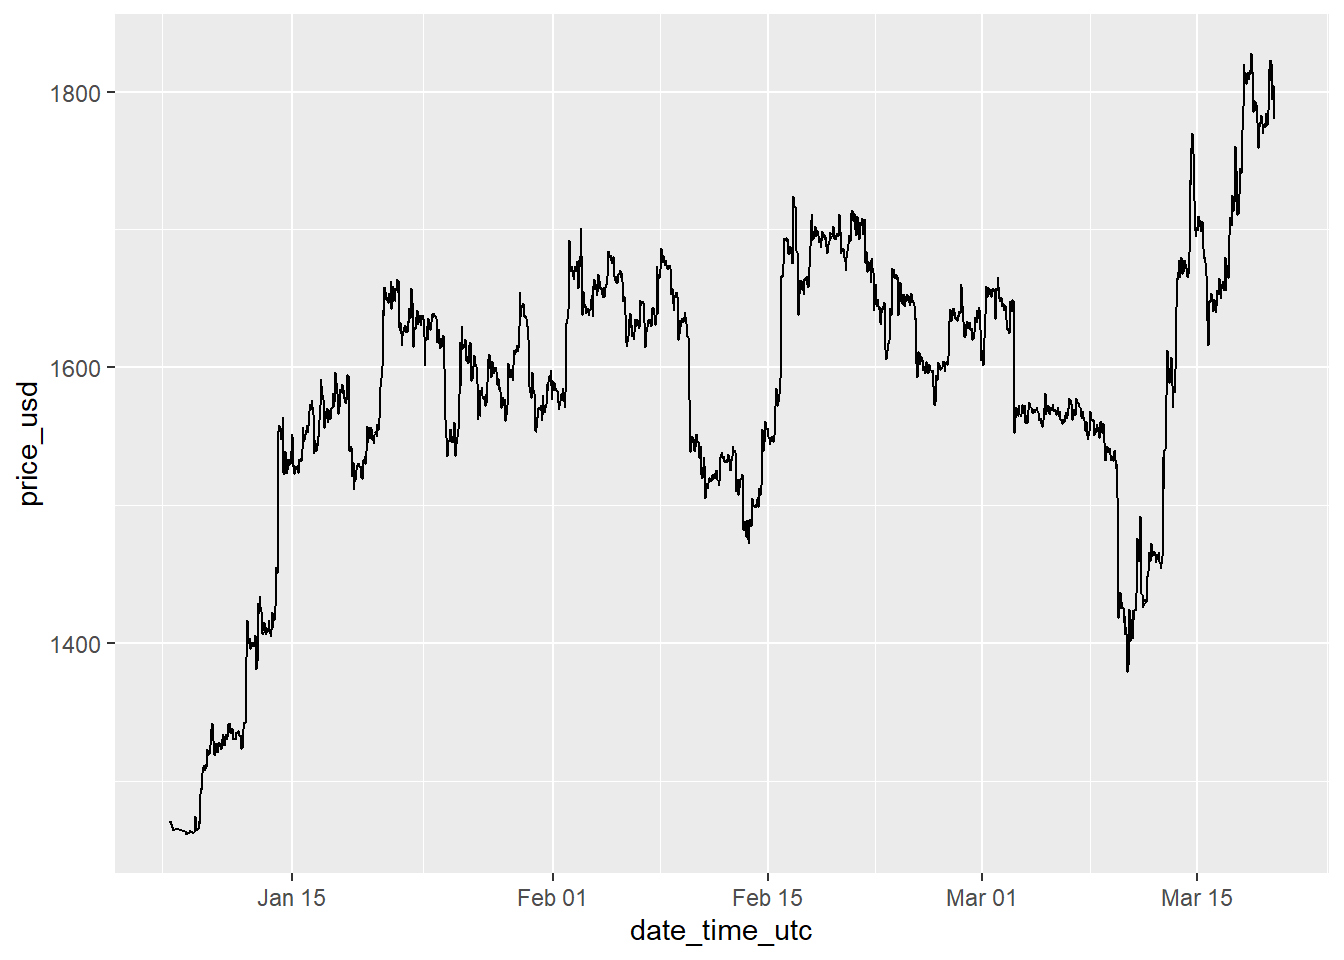 1800
1600
1400
price_usd
Jan 15
Feb 01
Feb 15
Mar 01
Mar 15
date_time_utc